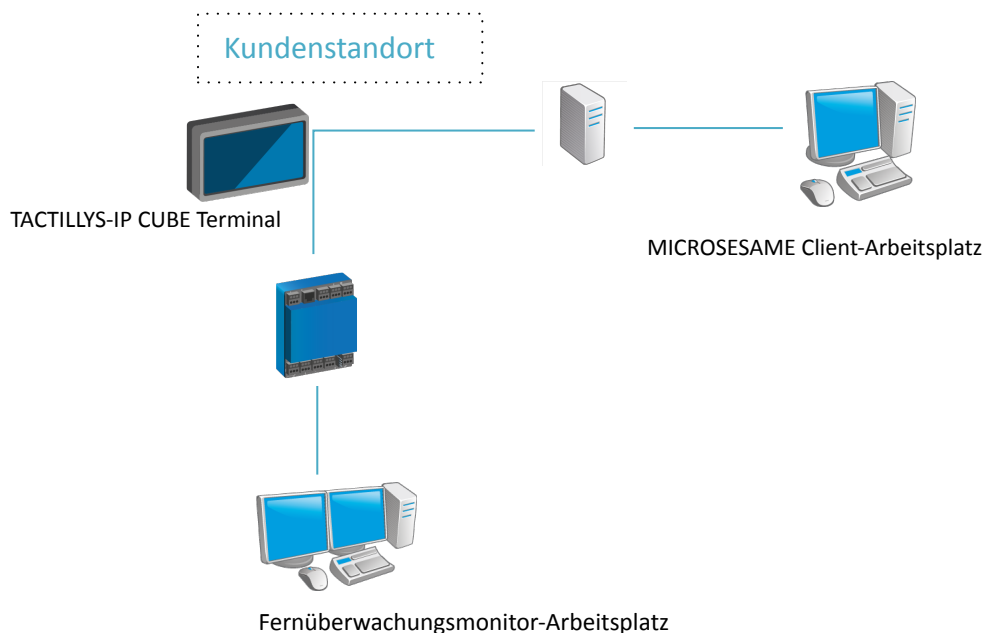 Kundenstandort
TACTILLYS-IP CUBE Terminal
MICROSESAME Client-Arbeitsplatz
Fernüberwachungsmonitor-Arbeitsplatz